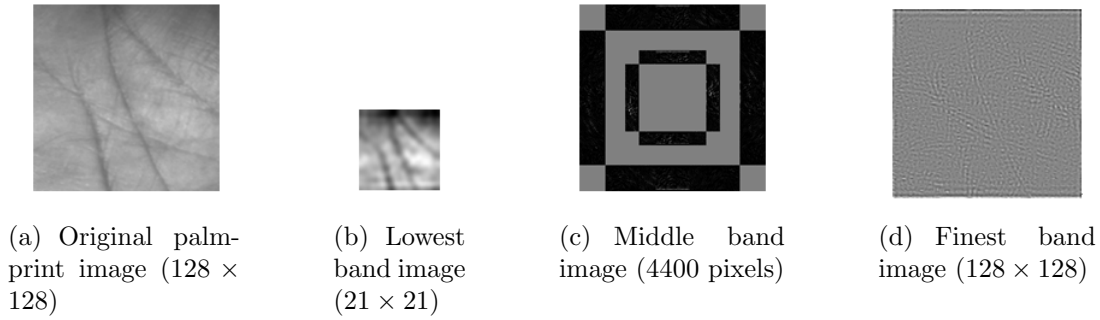 (a) Original palm-
print image (128 ×
128)
(b) Lowest
band image
(21 × 21)
(c) Middle band
image (4400 pixels)
(d) Finest band
image (128 × 128)